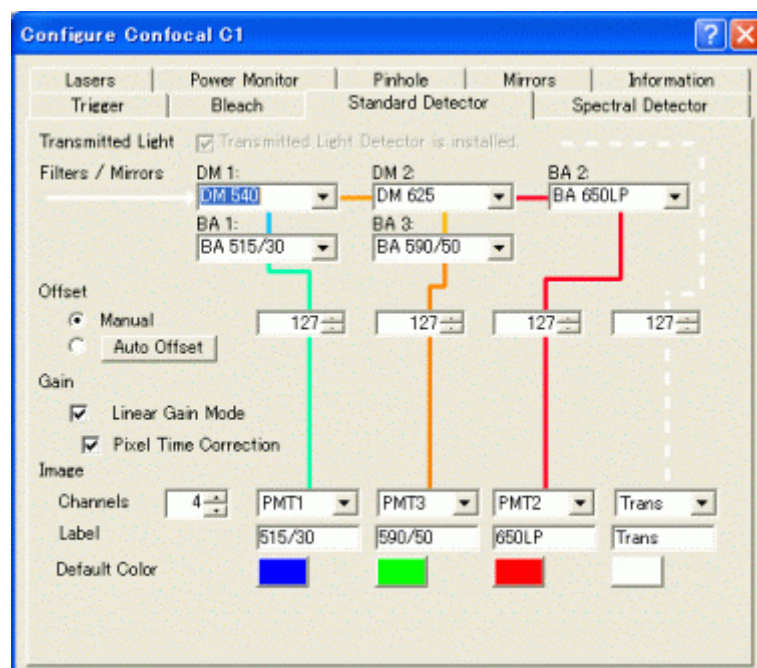 Configure Confocal C1
Lasers Power Monitor Pinhole Mirrors Information
Trigger Bleach Standard Detector Spectral Detector
Transmitted Light Transmitted Light Detector is installed.
Filters / Mirrors DM 1: DM 2: BA 2:
DM 540 DM 625 BA 650LP
BA 1: BA 3:
BA 515/30 BA 590/50
Offset
Manual 127 127 127 127
Auto Offset
Gain
Linear Gain Mode
Pixel Time Correction
Image
Channels 4 PMT1 PMT3 PMT2 Trans
Label 515/30 590/50 650LP Trans
Default Color